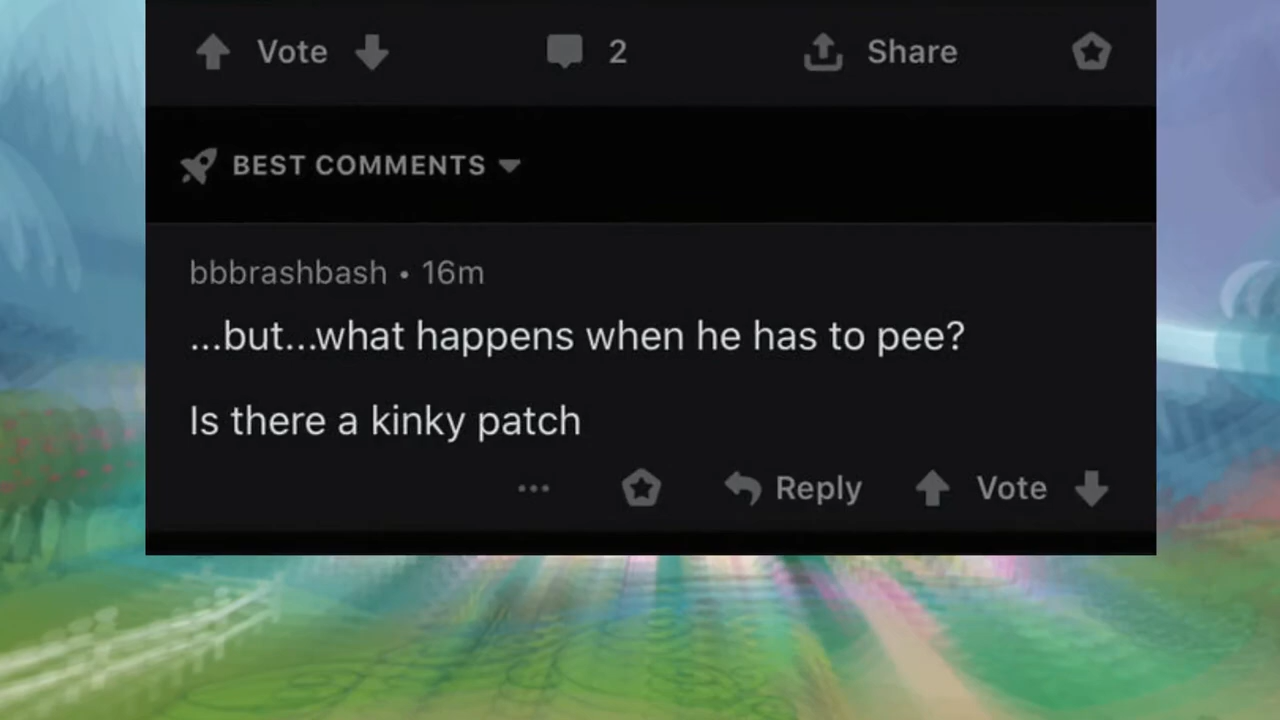 Vote 2 Share
BEST COMMENTS
bbbrashbash • 16m
...but...what happens when he has to pee?
Is there a kinky patch
... Reply Vote